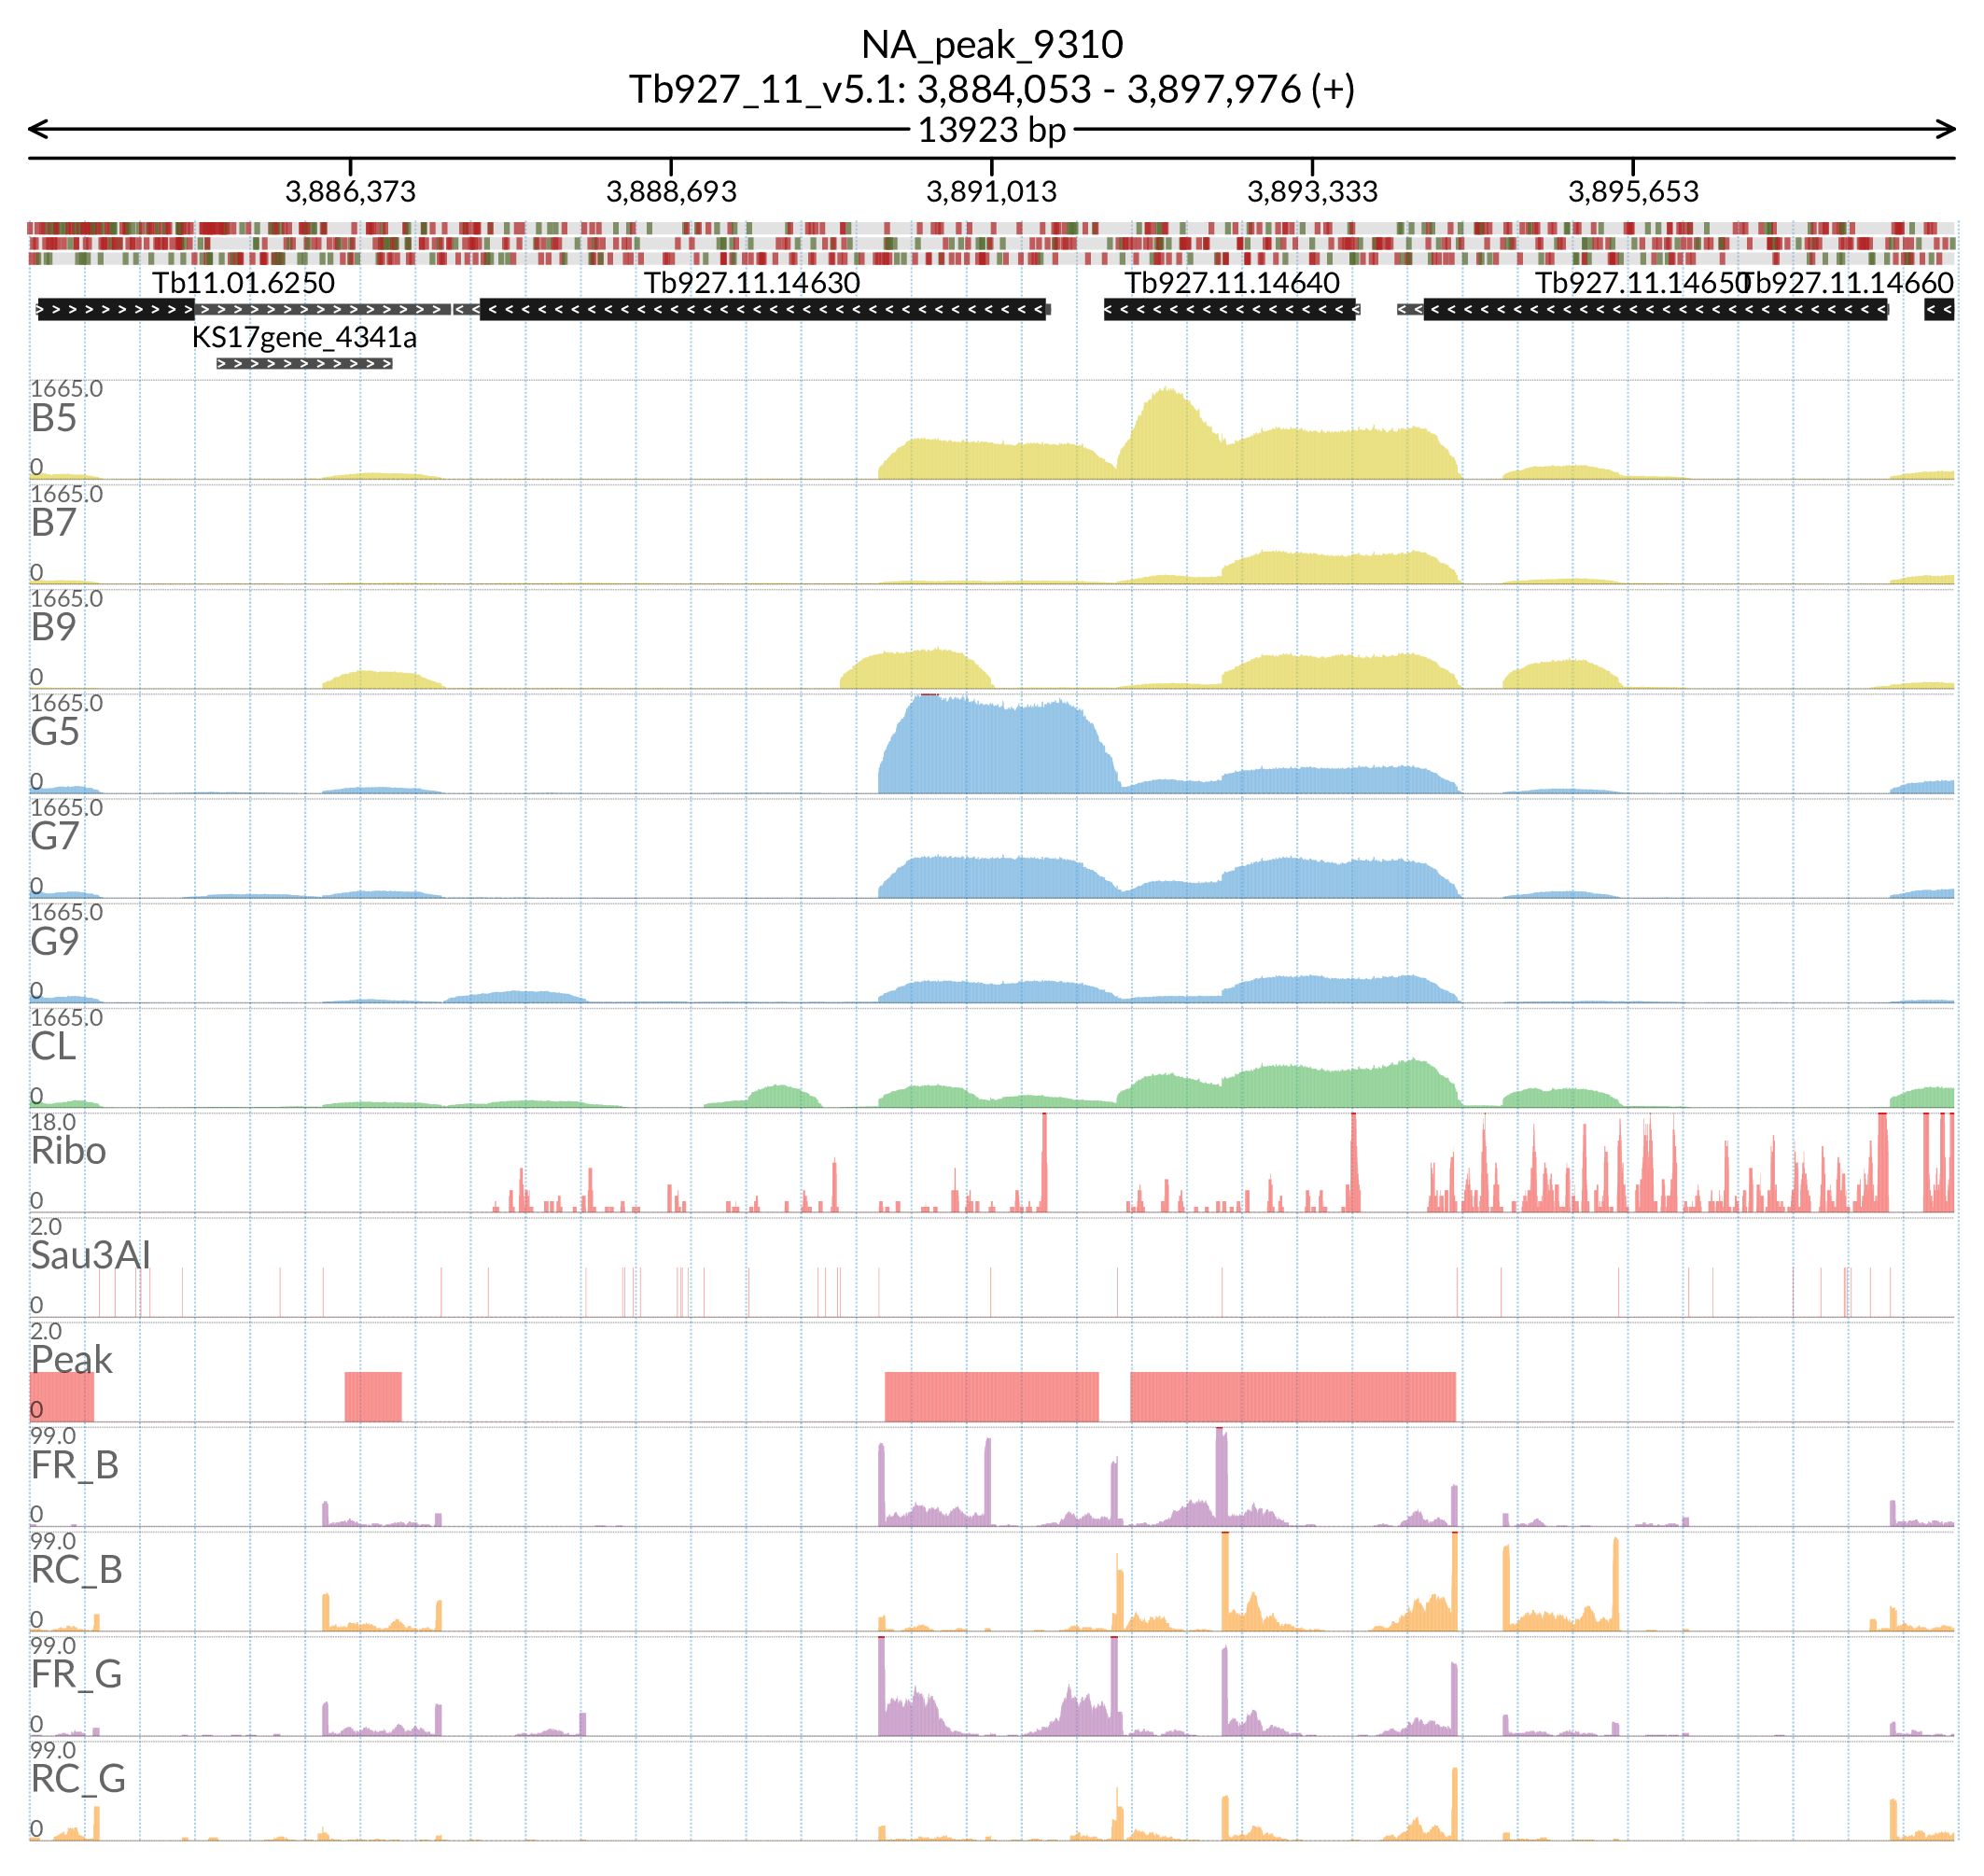 NA_peak_9310
Tb927_11_v5.1: 3,884,053 - 3,897,976 (+)
13923 bp
3,886,373 3,888,693 3,891,013 3,893,333 3,895,653
Tb11.01.6250 Tb927.11.14630 Tb927.11.14640 Tb927.11.14650 Tb927.11.14660
KS17gene_4341a
1665.0
B5
0
1665.0
B7
0
1665.0
B9
0
1665.0
G5
0
1665.0
G7
0
1665.0
G9
0
1665.0
CL
0
18.0
Ribo
0
2.0
Sau3AI
0
2.0
Peak
0
99.0
FR_B
0
99.0
RC_B
0
99.0
FR_G
0
99.0
RC_G
0